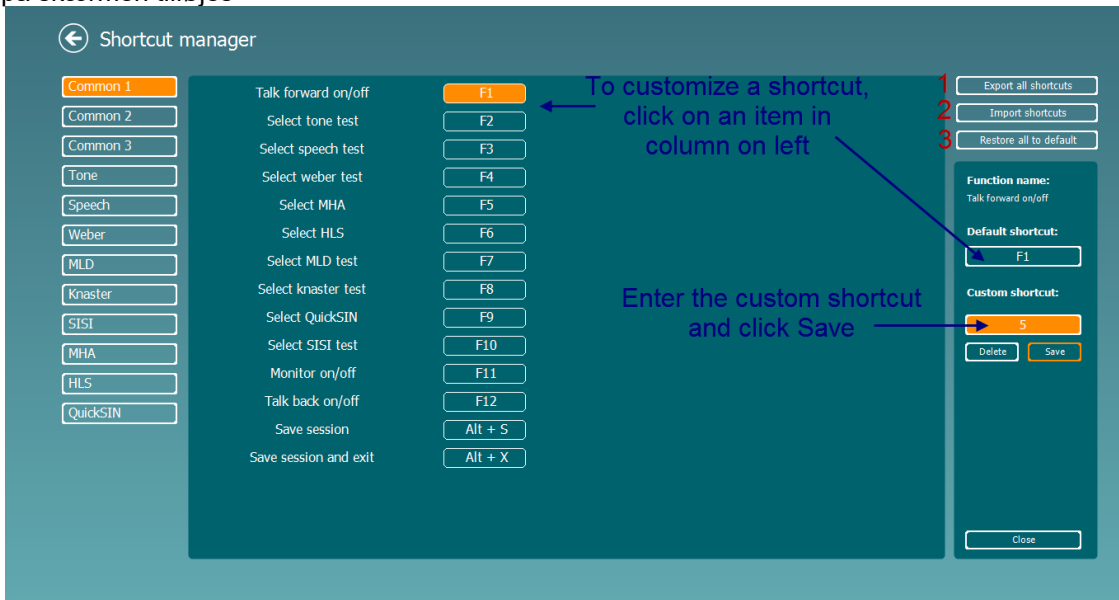 Shortcut manager
Common 1
Common 2
Common 3
Tone
Speech
Weber
MLD
Knaster
SISI
MHA
HLS
QuickSIN
Talk forward on/off F1
Select tone test F2
Select speech test F3
Select weber test F4
Select MHA F5
Select HLS F6
Select MLD test F7
Select knaster test F8
Select QuickSIN F9
Select SISI test F10
Monitor on/off F11
Talk back on/off F12
Save session Alt + S
Save session and exit Alt + X
To customize a shortcut,
click on an item in
column on left
Enter the custom shortcut
and click Save
1 Export all shortcuts
2 Import shortcuts
3 Restore all to default
Function name:
Talk forward on/off
Default shortcut:
F1
Custom shortcut:
5
Delete Save
Close